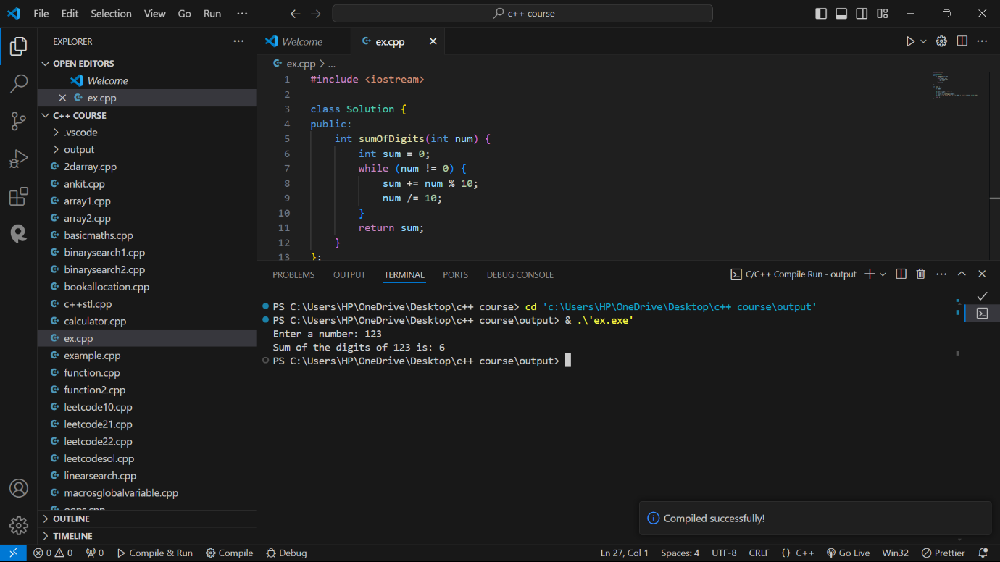 File Edit Selection View Go Run ···
c++ course
EXPLORER
OPEN EDITORS
Welcome
ex.cpp
C++ COURSE
.vscode
output
2darray.cpp
ankit.cpp
array1.cpp
array2.cpp
basicmaths.cpp
binarysearch1.cpp
binarysearch2.cpp
bookallocation.cpp
c++stl.cpp
calculator.cpp
ex.cpp
example.cpp
function.cpp
function2.cpp
leetcode10.cpp
leetcode21.cpp
leetcode22.cpp
leetcodesol.cpp
linearsearch.cpp
macrosglobalvariable.cpp
OUTLINE
TIMELINE
Welcome ex.cpp
ex.cpp > ...
1 #include <iostream>
2
3 class Solution {
4 public:
5 int sumOfDigits(int num) {
6 int sum = 0;
7 while (num != 0) {
8 sum += num % 10;
9 num /= 10;
10 }
11 return sum;
12 }
13 };
PROBLEMS OUTPUT TERMINAL PORTS DEBUG CONSOLE C/C++ Compile Run - output
PS C:\Users\HP\OneDrive\Desktop\c++ course> cd 'c:\Users\HP\OneDrive\Desktop\c++ course\output'
PS C:\Users\HP\OneDrive\Desktop\c++ course\output> & .\'ex.exe'
Enter a number: 123
Sum of the digits of 123 is: 6
PS C:\Users\HP\OneDrive\Desktop\c++ course\output>
Compiled successfully!
0 0 0 Compile & Run Compile Debug Ln 27, Col 1 Spaces: 4 UTF-8 CRLF {} C++ Go Live Win32 Prettier